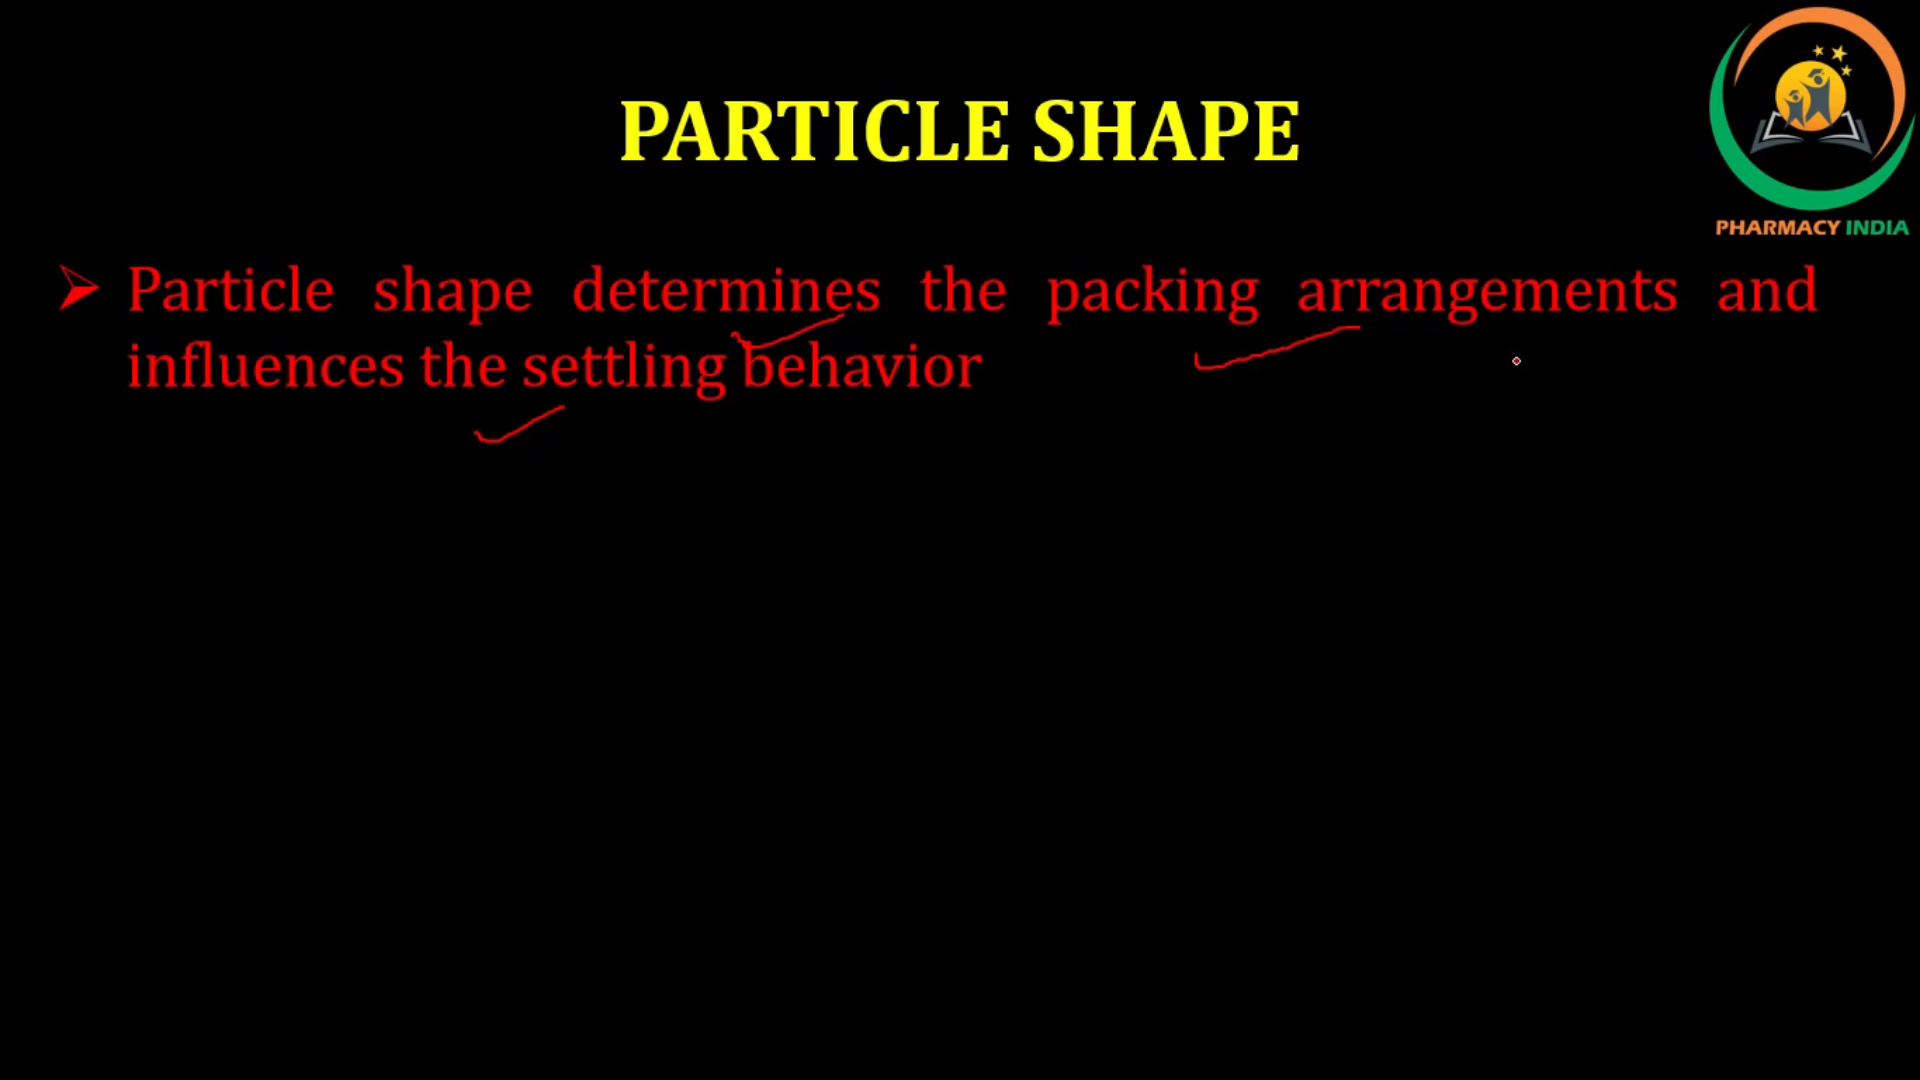 PARTICLE SHAPE
PHARMACY INDIA
Particle shape determines the packing arrangements and
influences the settling behavior